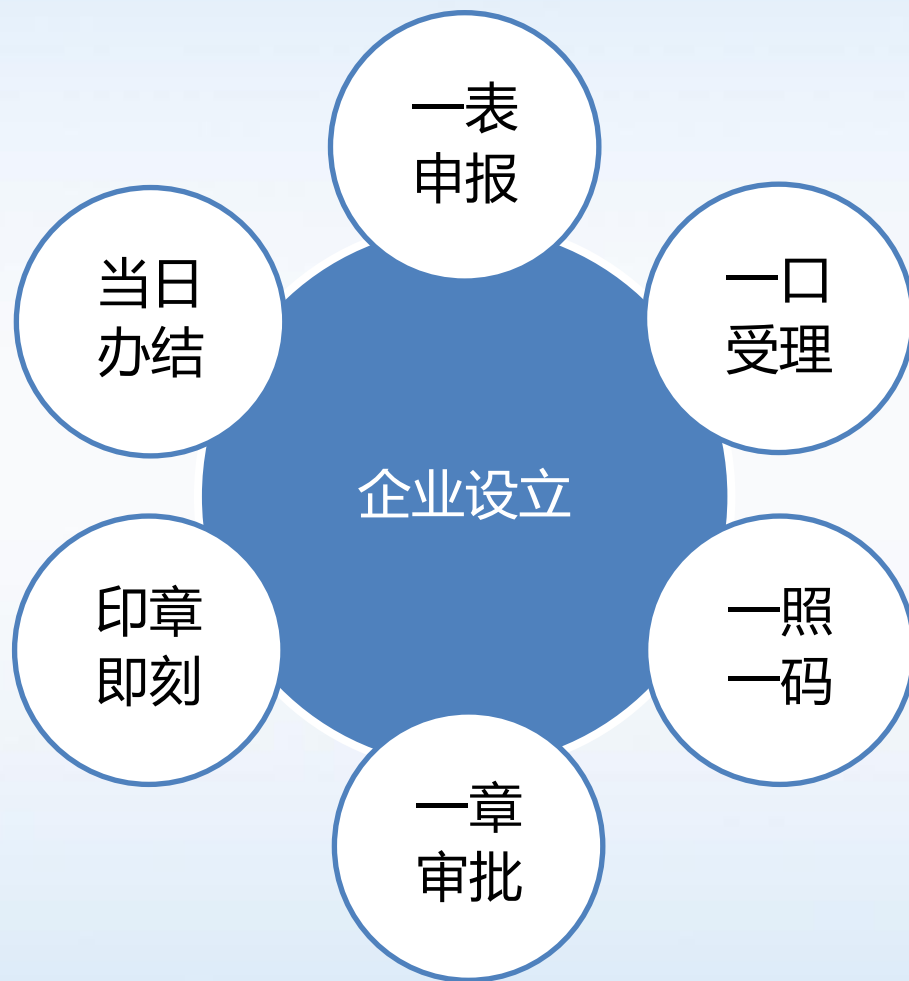 一表
申报
一口
受理
一照
一码
一章
审批
印章
即刻
当日
办结
企业设立